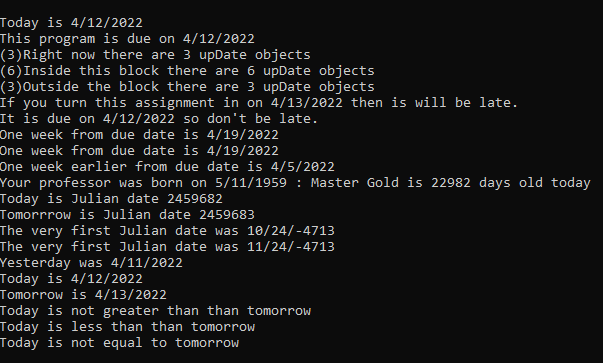 Today is 4/12/2022
This program is due on 4/12/2022
(3)Right now there are 3 upDate objects
(6)Inside this block there are 6 upDate objects
(3)Outside the block there are 3 upDate objects
If you turn this assignment in on 4/13/2022 then is will be late.
It is due on 4/12/2022 so don't be late.
One week from due date is 4/19/2022
One week from due date is 4/19/2022
One week earlier from due date is 4/5/2022
Your professor was born on 5/11/1959 : Master Gold is 22982 days old today
Today is Julian date 2459682
Tomorrrow is Julian date 2459683
The very first Julian date was 10/24/-4713
The very first Julian date was 11/24/-4713
Yesterday was 4/11/2022
Today is 4/12/2022
Tomorrow is 4/13/2022
Today is not greater than than tomorrow
Today is less than than tomorrow
Today is not equal to tomorrow